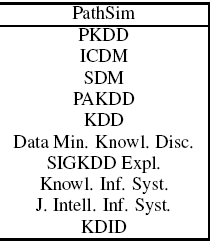 PathSim
PKDD
ICDM
SDM
PAKDD
KDD
Data Min. Knowl. Disc.
SIGKDD Expl.
Knowl. Inf. Syst.
J. Intell. Inf. Syst.
KDID